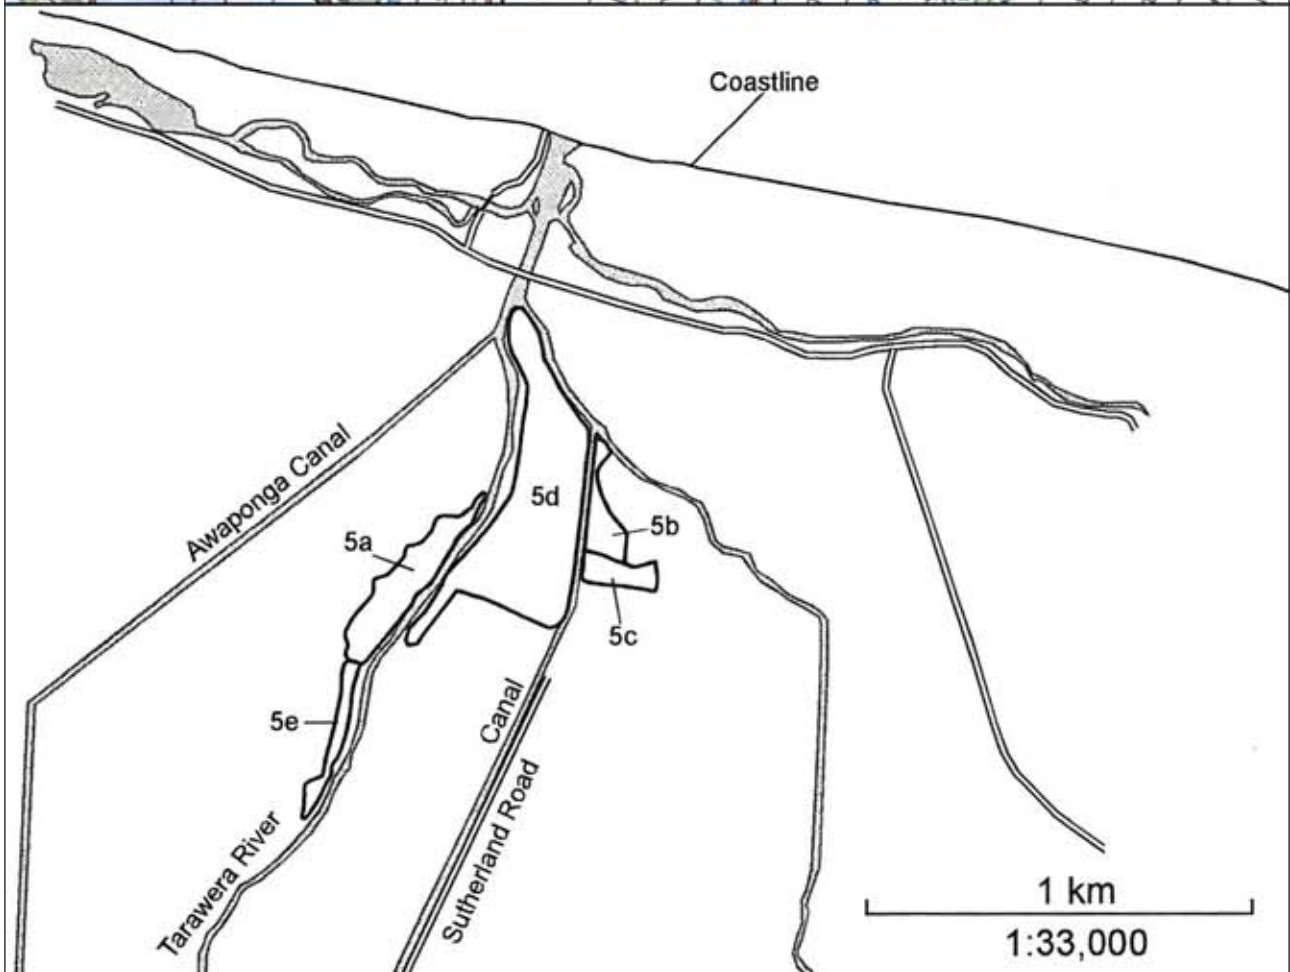 Coastline
Awaponga Canal
5d
5a
5b
5c
5e
Canal
Sutherland Road
Tarawera River
1 km
1:33,000